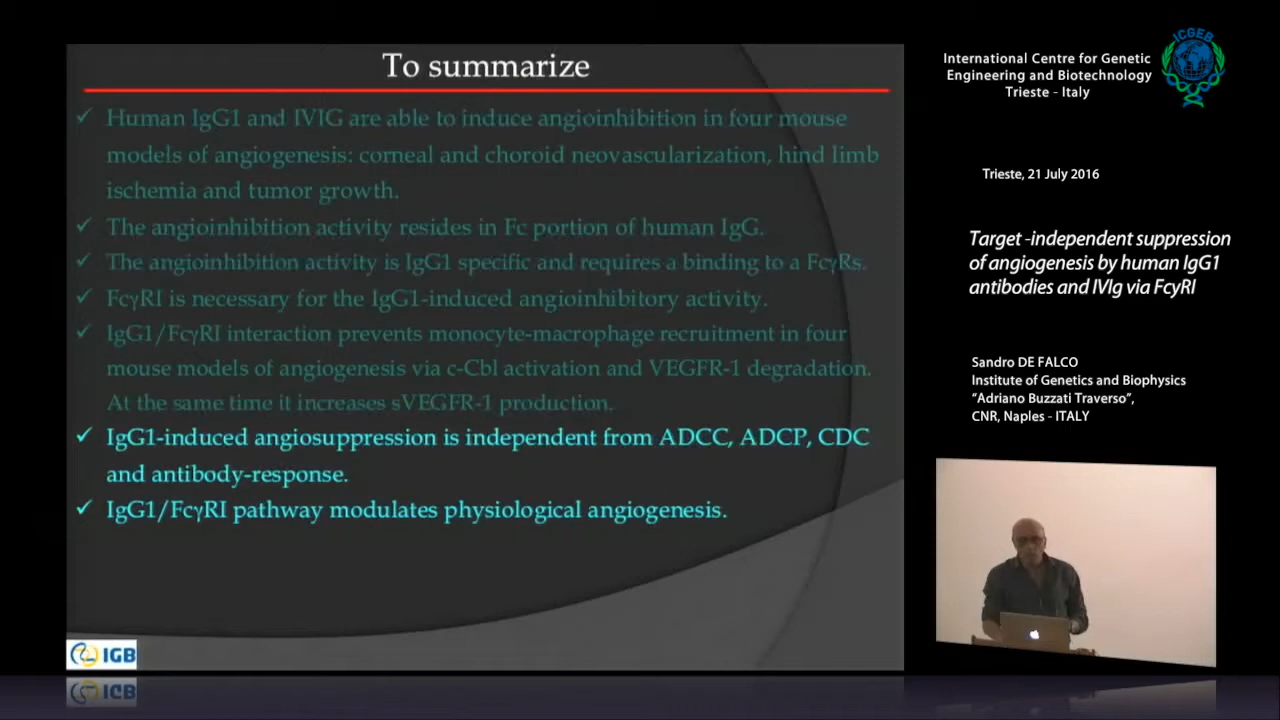 To summarize
✓ Human IgG1 and IVIG are able to induce angioinhibition in four mouse
models of angiogenesis: corneal and choroid neovascularization, hind limb
ischemia and tumor growth.
✓ The angioinhibition activity resides in Fc portion of human IgG.
✓ The angioinhibition activity is IgG1 specific and requires a binding to a FcγRs.
✓ FcγRI is necessary for the IgG1-induced angioinhibitory activity.
✓ IgG1/FcγRI interaction prevents monocyte-macrophage recruitment in four
mouse models of angiogenesis via c-Cbl activation and VEGFR-1 degradation.
At the same time it increases sVEGFR-1 production.
✓ IgG1-induced angiosuppression is independent from ADCC, ADCP, CDC
and antibody-response.
✓ IgG1/FcγRI pathway modulates physiological angiogenesis.
IGB
International Centre for Genetic
Engineering and Biotechnology
Trieste - Italy
ICGEB
Trieste, 21 July 2016
Target -independent suppression
of angiogenesis by human IgG1
antibodies and IVIg via FcyRI
Sandro DE FALCO
Institute of Genetics and Biophysics
“Adriano Buzzati Traverso”,
CNR, Naples - ITALY